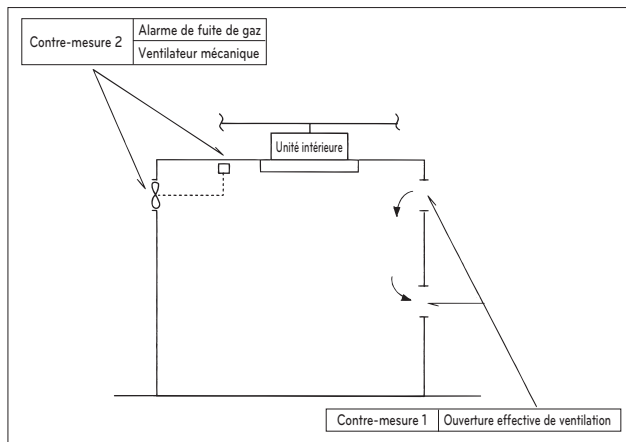 Contre-mesure 2
Alarme de fuite de gaz
Ventilateur mécanique
Unité intérieure
Contre-mesure 1
Ouverture effective de ventilation